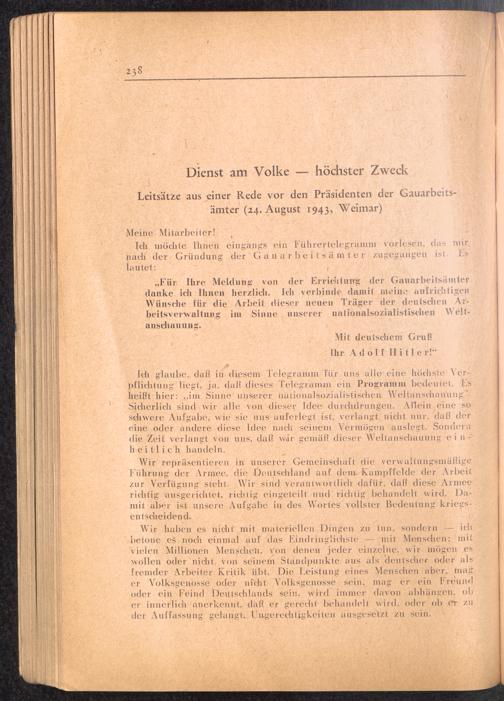 238
Dienst am Volke — höchster Zweck
Leitsätze aus einer Rede vor den Präsidenten der Gauarbeits-
ämter (24. August 1943, Weimar)
Meine Mitarbeiter!
Ich möchte Ihnen eingangs ein Führertelegramm vorlesen, das mir
nach der Gründung der Gauarbeitsämter zugegangen ist. Es
lautet:
„Für Ihre Meldung von der Errichtung der Gauarbeitsämter
danke ich Ihnen herzlich. Ich verbinde damit meine aufrichtigen
Wünsche für die Arbeit dieser neuen Träger der deutschen Ar-
beitsverwaltung im Sinne unserer nationalsozialistischen Welt-
anschauung.
Mit deutschem Gruß
Ihr Adolf Hitler!“
Ich glaube, daß in diesem Telegramm für uns alle eine höchste Ver-
pflichtung liegt, ja, daß dieses Telegramm ein Programm bedeutet. Es
heißt hier: „im Sinne unserer nationalsozialistischen Weltanschauung“.
Sicherlich sind wir alle von dieser Idee durchdrungen. Allein eine so
schwere Aufgabe, wie sie uns auferlegt ist, verlangt nicht nur, daß der
eine oder andere diese Idee nach seinem Vermögen auslegt. Sondern
die Zeit verlangt von uns, daß wir gemäß dieser Weltanschauung ein-
heitlich handeln.
Wir repräsentieren in unserer Gemeinschaft die verwaltungsmäßige
Führung der Armee, die Deutschland auf dem Kampffelde der Arbeit
zur Verfügung steht. Wir sind verantwortlich dafür, daß diese Armee
richtig ausgerichtet, richtig eingeteilt und richtig behandelt wird. Da-
mit aber ist unsere Aufgabe in des Wortes vollster Bedeutung kriegs-
entscheidend.
Wir haben es nicht mit materiellen Dingen zu tun, sondern — ich
betone es noch einmal auf das Eindringlichste — mit Menschen; mit
vielen Millionen Menschen, von denen jeder einzelne, wir mögen es
wollen oder nicht, von seinem Standpunkte aus als deutscher oder als
fremder Arbeiter Kritik übt. Die Leistung eines Menschen aber, mag
er Volksgenosse oder nicht Volksgenosse sein, mag er ein Freund
oder ein Feind Deutschlands sein, wird immer davon abhängen, ob
er innerlich anerkennt, daß er gerecht behandelt wird, oder ob er zu
der Auffassung gelangt, Ungerechtigkeiten ausgesetzt zu sein.